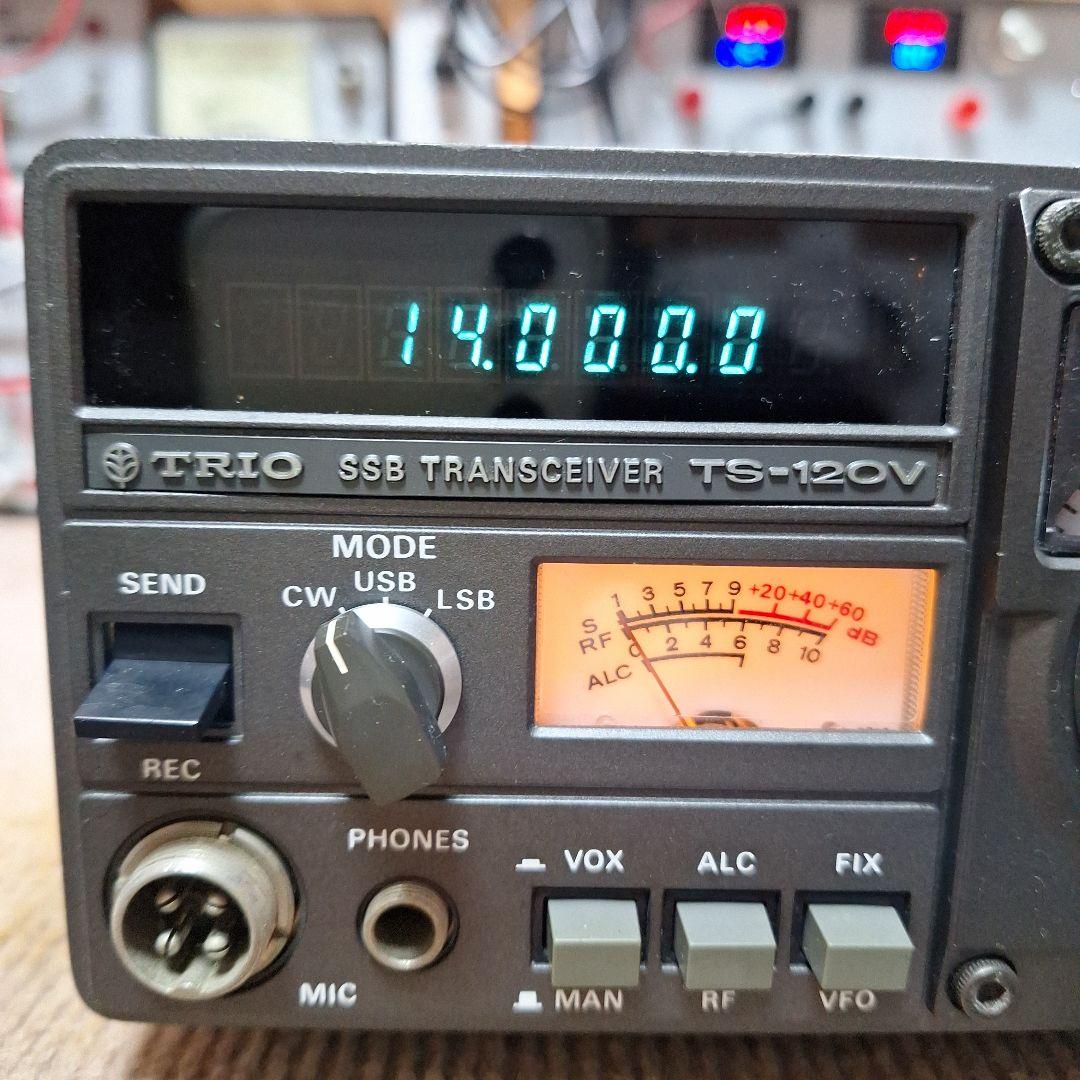 14.000.0
TRIO SSB TRANSCEIVER TS-120V
MODE
SEND
CW USB LSB
REC
S 1 3 5 7 9 +20 +40 +60 dB
RF 0 2 4 6 8 10
ALC
PHONES
MIC
VOX ALC FIX
MAN RF VFO